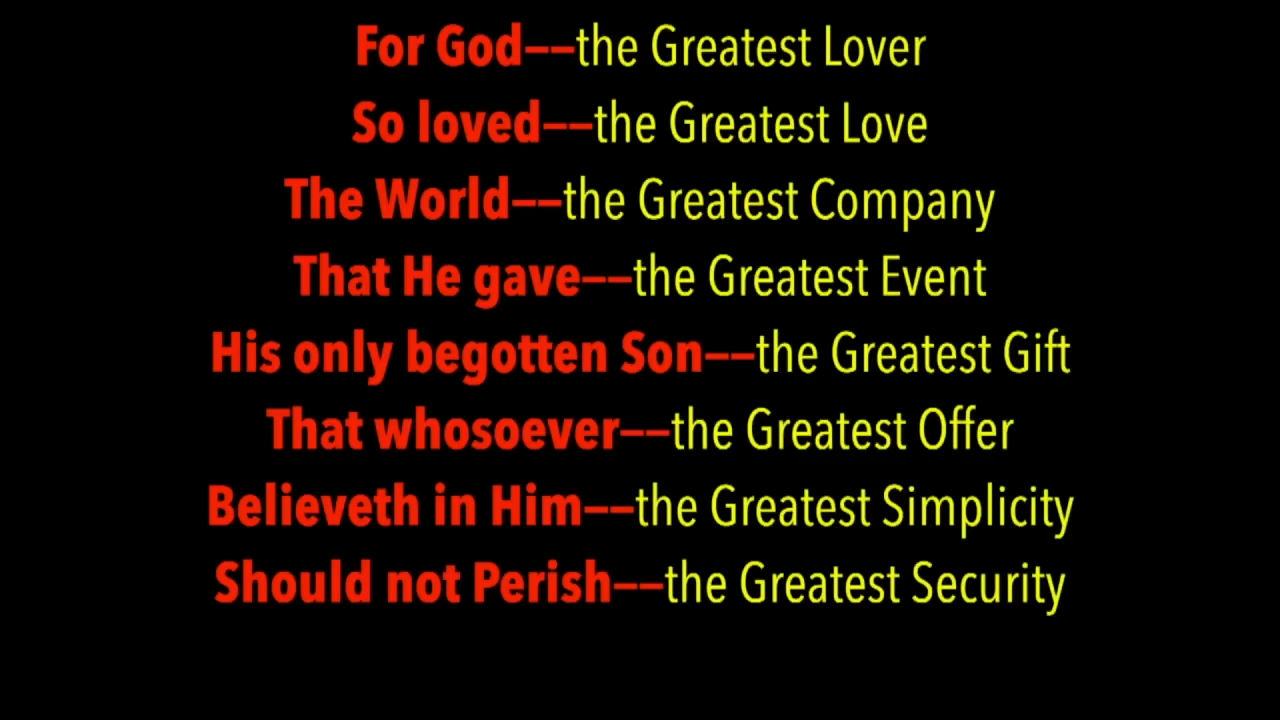 For God––the Greatest Lover
So loved––the Greatest Love
The World––the Greatest Company
That He gave––the Greatest Event
His only begotten Son––the Greatest Gift
That whosoever––the Greatest Offer
Believeth in Him––the Greatest Simplicity
Should not Perish––the Greatest Security